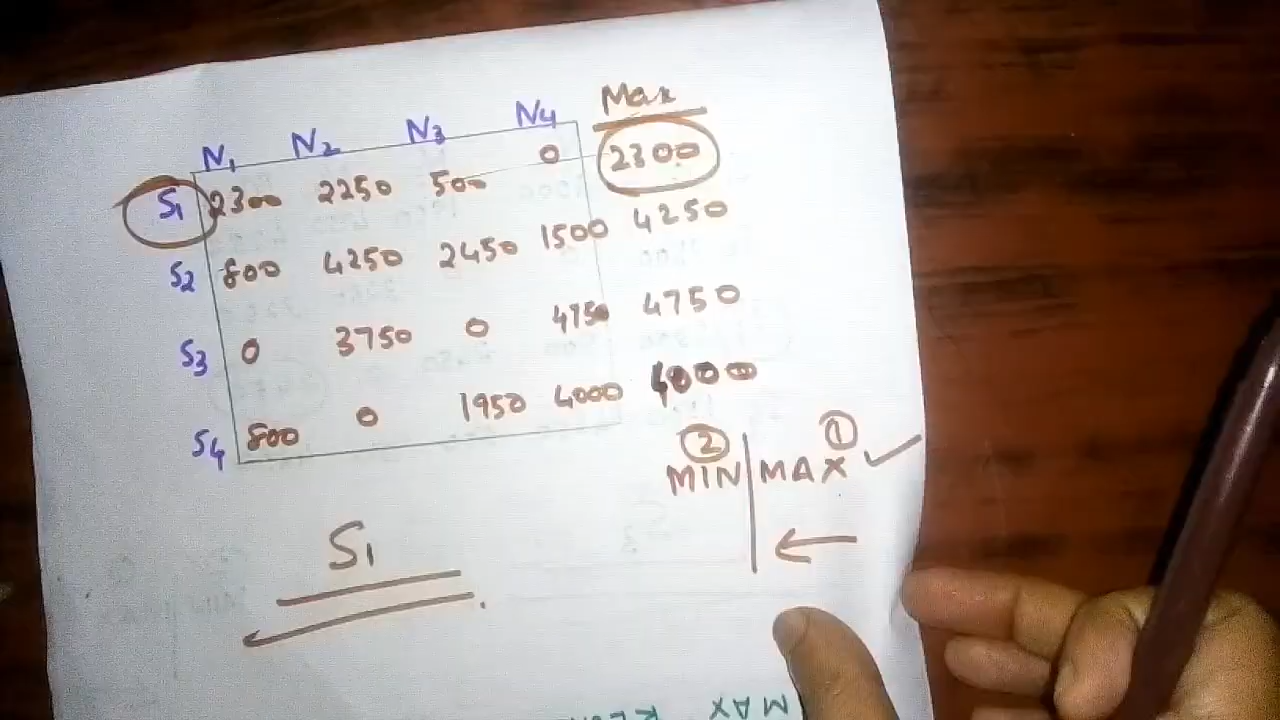 N1 N2 N3 N4 Max
S1 2300 2250 500 0 2300
S2 800 4250 2450 1500 4250
S3 0 3750 0 4750 4750
S4 800 0 1950 4000 4000
2 1
MIN MAX
S1
MAX